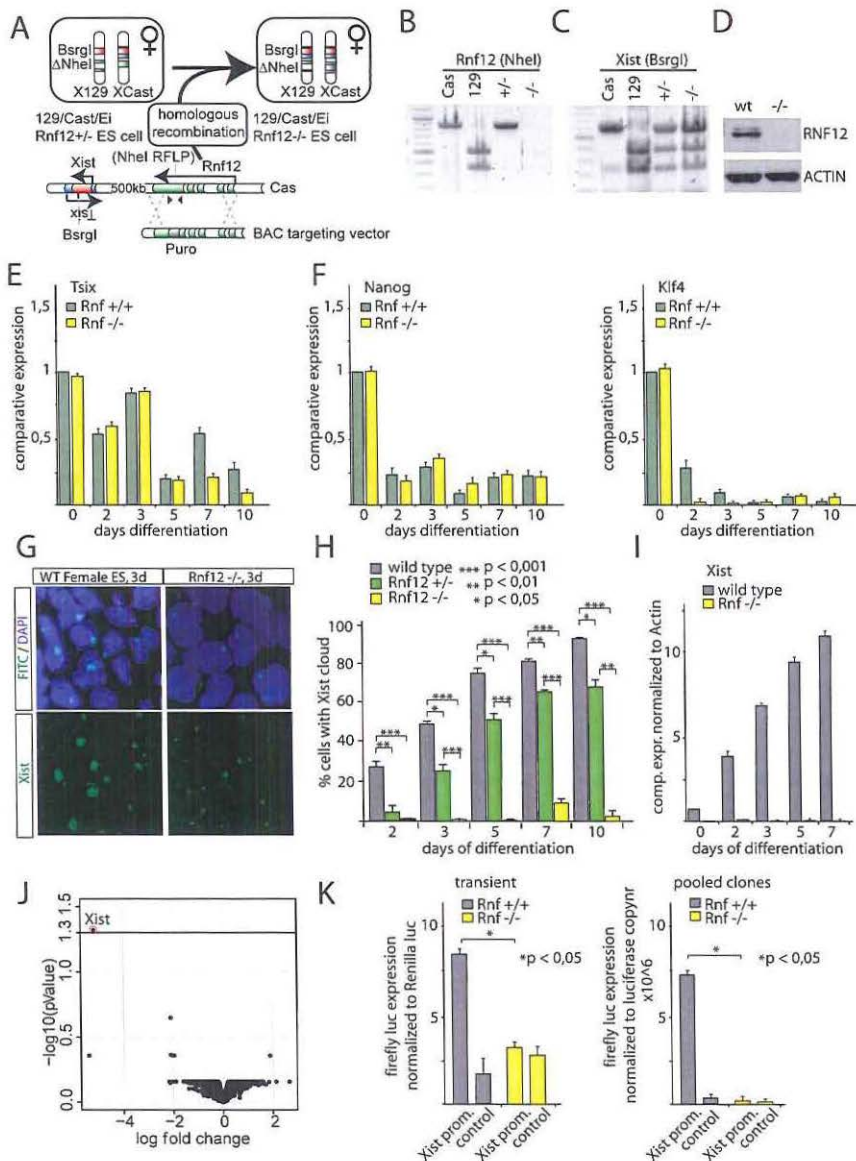 A
BsrgI
ΔNheI
X129 XCast
129/Cast/Ei
Rnf12+/- ES cell
homologous
recombination
BsrgI
ΔNheI
X129 XCast
129/Cast/Ei
Rnf12-/- ES cell
(NheI RFLP)
Rnf12
Xist
500kb
Cas
BsrgI
Puro
BAC targeting vector
B
Rnf12 (NheI)
Cas 129 +/- -/-
C
Xist (BsrgI)
Cas 129 +/- -/-
D
wt -/-
RNF12
ACTIN
E
Tsix
Rnf +/+
Rnf -/-
comparative expression
1,5
1
0,5
0 2 3 5 7 10
days differentiation
F
Nanog
Rnf +/+
Rnf -/-
comparative expression
1,5
1
0,5
0 2 3 5 7 10
days differentiation
Klf4
Rnf +/+
Rnf -/-
comparative expression
1,5
1
0,5
0 2 3 5 7 10
days differentiation
G
WT Female ES, 3d
Rnf12 -/-, 3d
FITC / DAPI
Xist
H
wild type
Rnf12 +/-
Rnf12 -/-
*** p < 0,001
** p < 0,01
* p < 0,05
% cells with Xist cloud
100
80
60
40
20
*** * *** ** *** * *** ** *** * *** *** * *** ** ***
2 3 5 7 10
days of differentiation
I
Xist
wild type
Rnf -/-
comp.expr. normalized to Actin
10
5
0 2 3 5 7
days of differentiation
J
Xist
-log10(pValue)
1.5
1.3
1.0
0.5
0.0
−4 −2 0 2
log fold change
K
transient
Rnf +/+
Rnf -/-
*
*p < 0,05
firefly luc expression
normalized to Renilla luc
5
Xist prom.
control
Xist prom.
control
pooled clones
Rnf +/+
Rnf -/-
*
*p < 0,05
firefly luc expression
normalized to luciferase copynr
x10^6
5
Xist prom.
control
Xist prom.
control